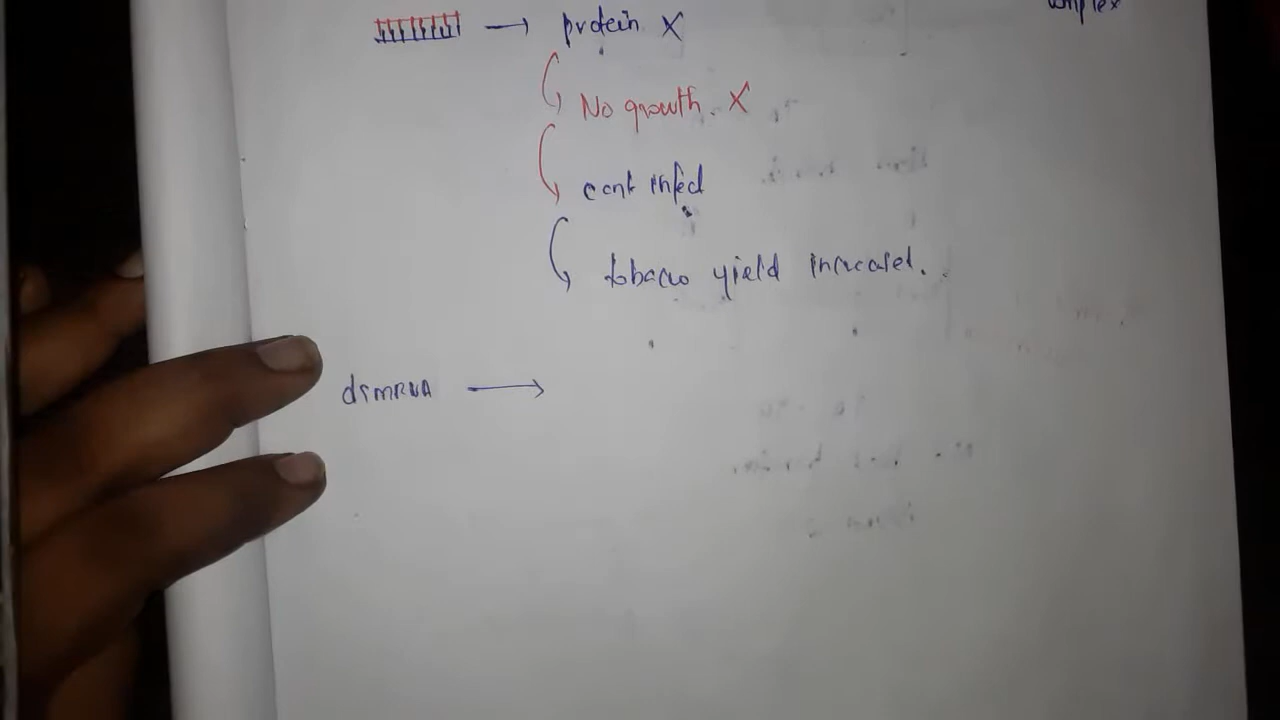 → protein X
No growth. X
cant infect
tobacco yield increased.
dsmRNA →